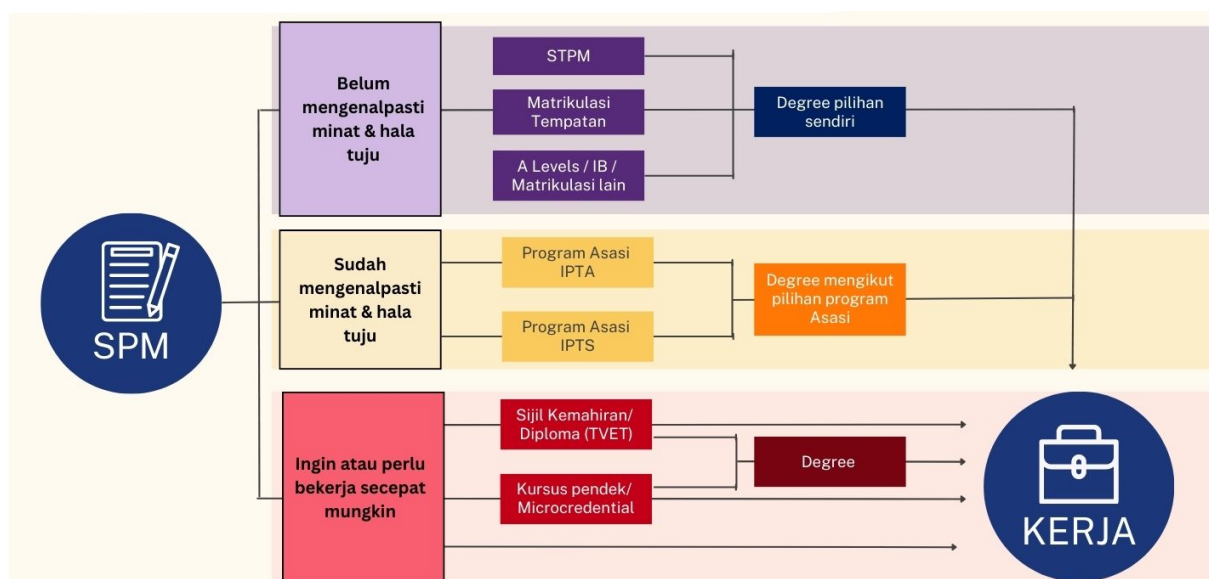 SPM
Belum
mengenalpasti
minat & hala
tuju
STPM
Matrikulasi
Tempatan
A Levels / IB /
Matrikulasi lain
Degree pilihan
sendiri
Sudah
mengenalpasti
minat & hala
tuju
Program Asasi
IPTA
Program Asasi
IPTS
Degree mengikut
pilihan program
Asasi
Ingin atau perlu
bekerja secepat
mungkin
Sijil Kemahiran/
Diploma (TVET)
Kursus pendek/
Microcredential
Degree
KERJA